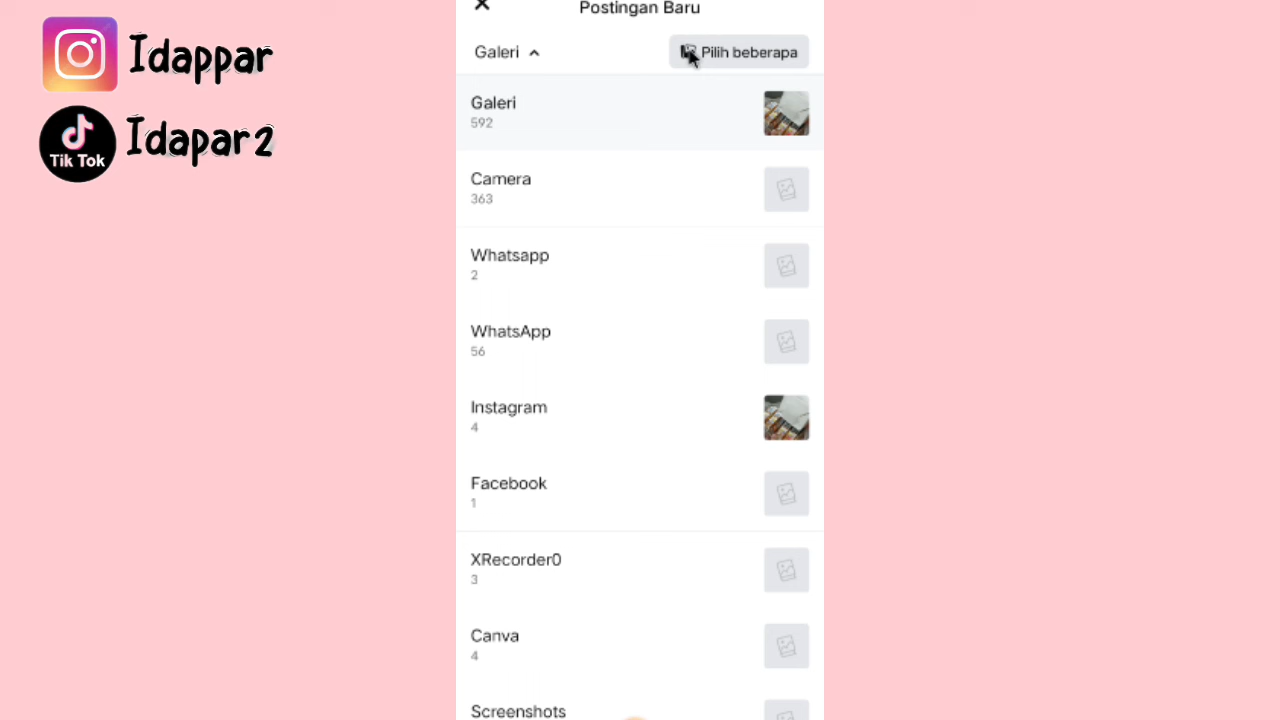 Idappar
Tik Tok
Idapar2
Postingan Baru
Galeri
Pilih beberapa
Galeri
592
Camera
363
Whatsapp
2
WhatsApp
56
Instagram
4
Facebook
1
XRecorder0
3
Canva
4
Screenshots